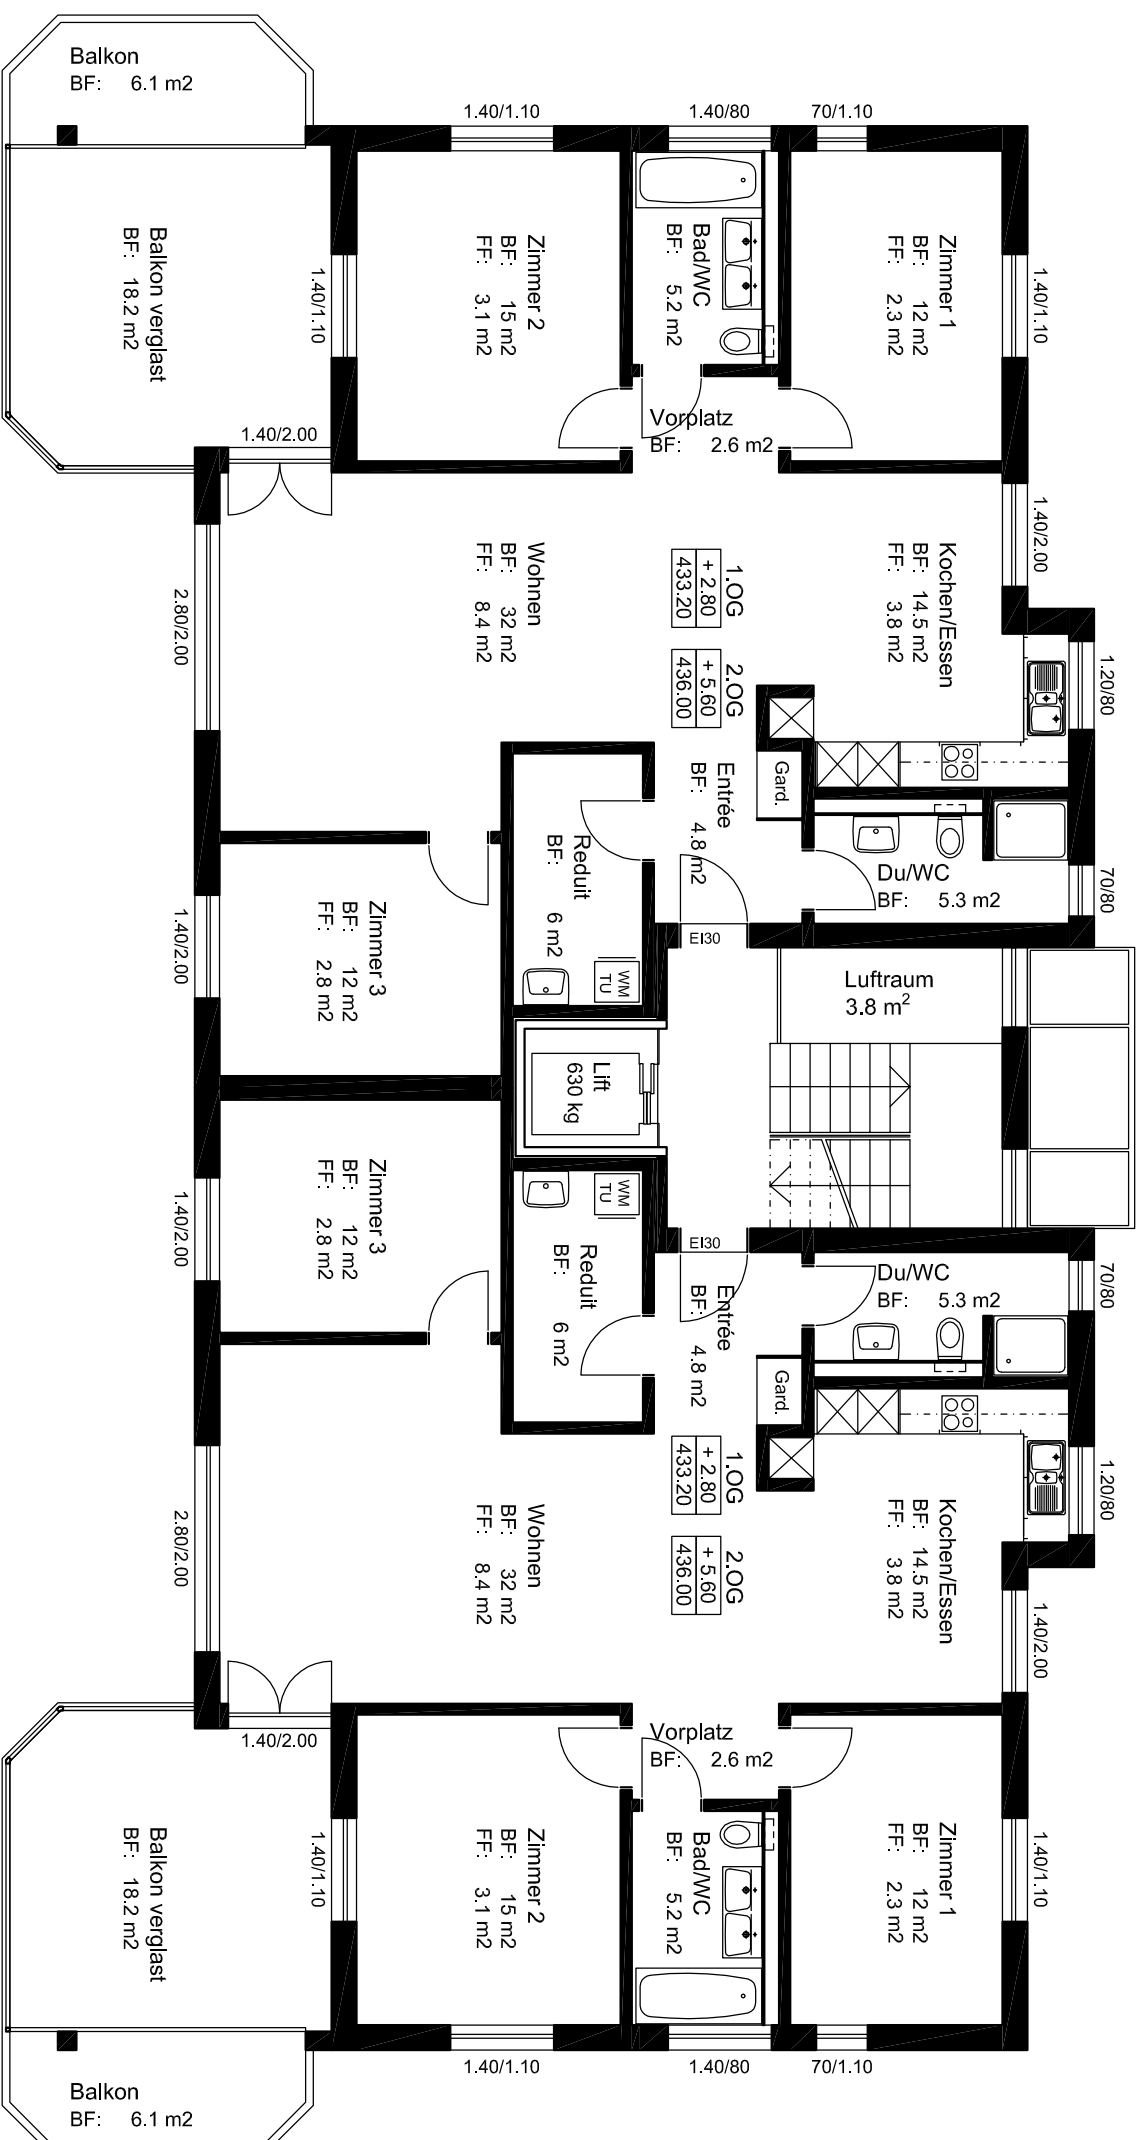 Balkon
BF: 6.1 m2
1.40/1.10
1.40/80
70/1.10
Balkon verglast
BF: 18.2 m2
1.40/1.10
Zimmer 2
BF: 15 m2
FF: 3.1 m2
Bad/WC
BF: 5.2 m2
Zimmer 1
BF: 12 m2
FF: 2.3 m2
1.40/1.10
1.40/2.00
Vorplatz
BF: 2.6 m2
1.40/2.00
2.80/2.00
Wohnen
BF: 32 m2
FF: 8.4 m2
1.OG
+ 2.80
433.20
2.OG
+ 5.60
436.00
Kochen/Essen
BF: 14.5 m2
FF: 3.8 m2
1.20/80
Gard.
Entrée
BF: 4.8 m2
Reduit
BF: 6 m2
WM
TU
Du/WC
BF: 5.3 m2
70/80
1.40/2.00
Zimmer 3
BF: 12 m2
FF: 2.8 m2
EI30
Luftraum
3.8 m2
Lift
630 kg
1.40/2.00
Zimmer 3
BF: 12 m2
FF: 2.8 m2
WM
TU
Reduit
BF: 6 m2
EI30
Entrée
BF: 4.8 m2
Du/WC
BF: 5.3 m2
70/80
Gard.
1.20/80
2.80/2.00
Wohnen
BF: 32 m2
FF: 8.4 m2
1.OG
+ 2.80
433.20
2.OG
+ 5.60
436.00
Kochen/Essen
BF: 14.5 m2
FF: 3.8 m2
1.40/2.00
1.40/2.00
Vorplatz
BF: 2.6 m2
Balkon verglast
BF: 18.2 m2
1.40/1.10
Zimmer 2
BF: 15 m2
FF: 3.1 m2
Bad/WC
BF: 5.2 m2
Zimmer 1
BF: 12 m2
FF: 2.3 m2
1.40/1.10
1.40/1.10
1.40/80
70/1.10
Balkon
BF: 6.1 m2